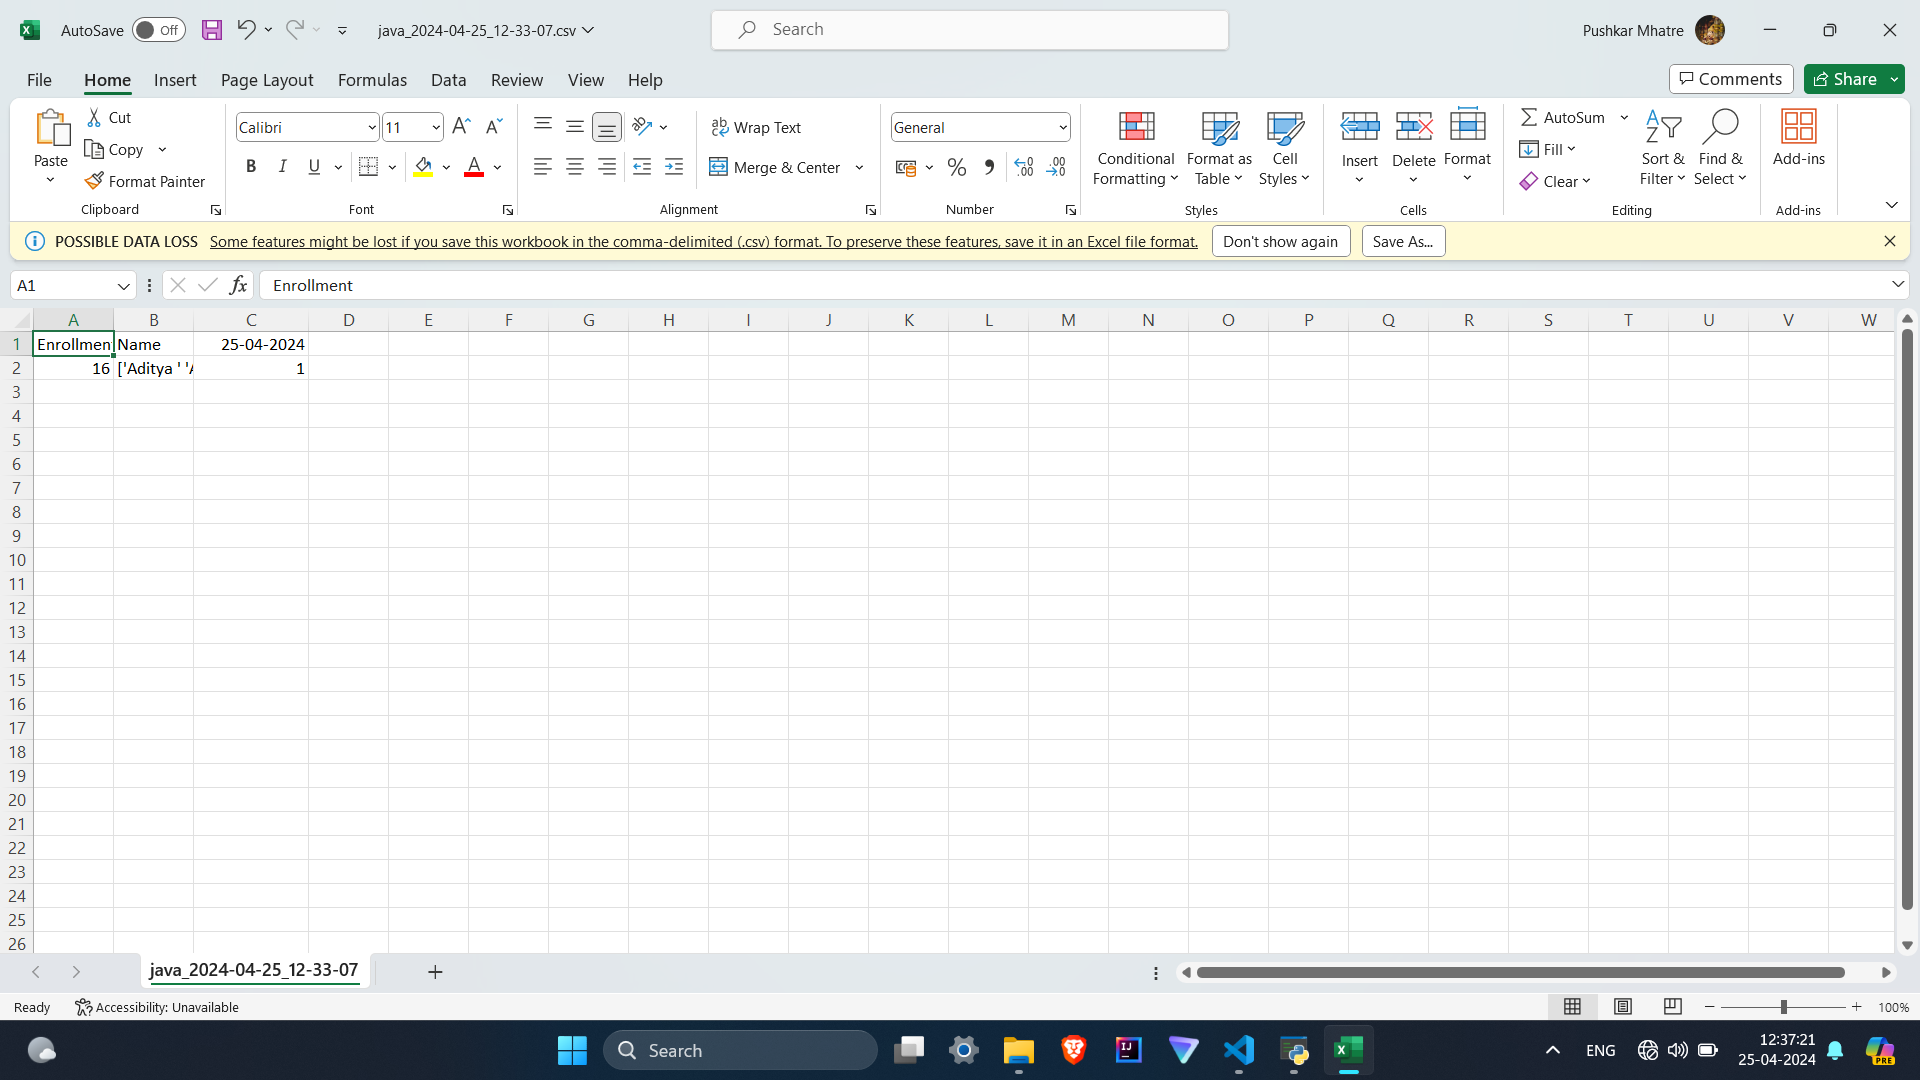 AutoSave Off java_2024-04-25_12-33-07.csv Search Pushkar Mhatre
File Home Insert Page Layout Formulas Data Review View Help Comments Share
Paste Cut Copy Format Painter Clipboard
Calibri 11 B I U A Font
Wrap Text Merge & Center Alignment
General % Number
Conditional Formatting Format as Table Cell Styles Styles
Insert Delete Format Cells
AutoSum Fill Clear Sort & Filter Find & Select Editing
Add-ins Add-ins
POSSIBLE DATA LOSS Some features might be lost if you save this workbook in the comma-delimited (.csv) format. To preserve these features, save it in an Excel file format. Don't show again Save As...
A1 fx Enrollment
A B C D E F G H I J K L M N O P Q R S T U V W
1 Enrollmen Name 25-04-2024
2 16 ['Aditya ' 'A 1
3
4
5
6
7
8
9
10
11
12
13
14
15
16
17
18
19
20
21
22
23
24
25
26
java_2024-04-25_12-33-07
Ready Accessibility: Unavailable 100%
Search ENG 12:37:21
25-04-2024 PRE